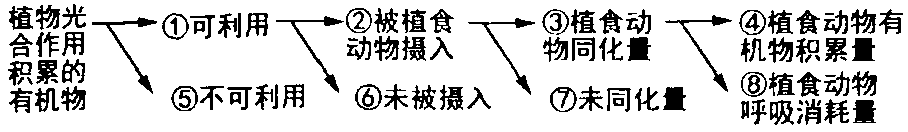 植物光
合作用
积累的
有机物
①可利用
②被植食
动物摄入
③植食动
物同化量
④植食动物有
机物积累量
⑤不可利用
⑥未被摄入
⑦未同化量
⑧植食动物
呼吸消耗量